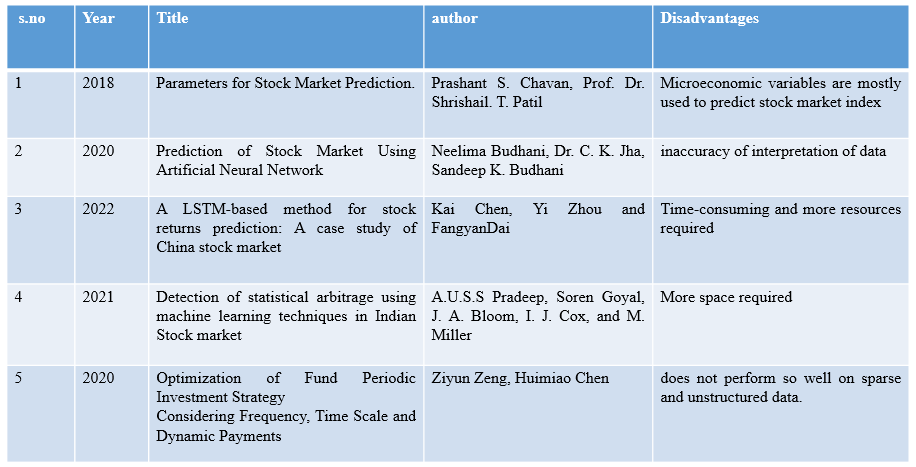 s.no Year Title author Disadvantages
1 2018 Parameters for Stock Market Prediction. Prashant S. Chavan, Prof. Dr. Microeconomic variables are mostly
Shrishail. T. Patil used to predict stock market index
2 2020 Prediction of Stock Market Using Neelima Budhani, Dr. C. K. Jha, inaccuracy of interpretation of data
Artificial Neural Network Sandeep K. Budhani
3 2022 A LSTM-based method for stock Kai Chen, Yi Zhou and Time-consuming and more resources
returns prediction: A case study of FangyanDai required
China stock market
4 2021 Detection of statistical arbitrage using A.U.S.S Pradeep, Soren Goyal, More space required
machine learning techniques in Indian J. A. Bloom, I. J. Cox, and M.
Stock market Miller
5 2020 Optimization of Fund Periodic Ziyun Zeng, Huimiao Chen does not perform so well on sparse
Investment Strategy and unstructured data.
Considering Frequency, Time Scale and
Dynamic Payments